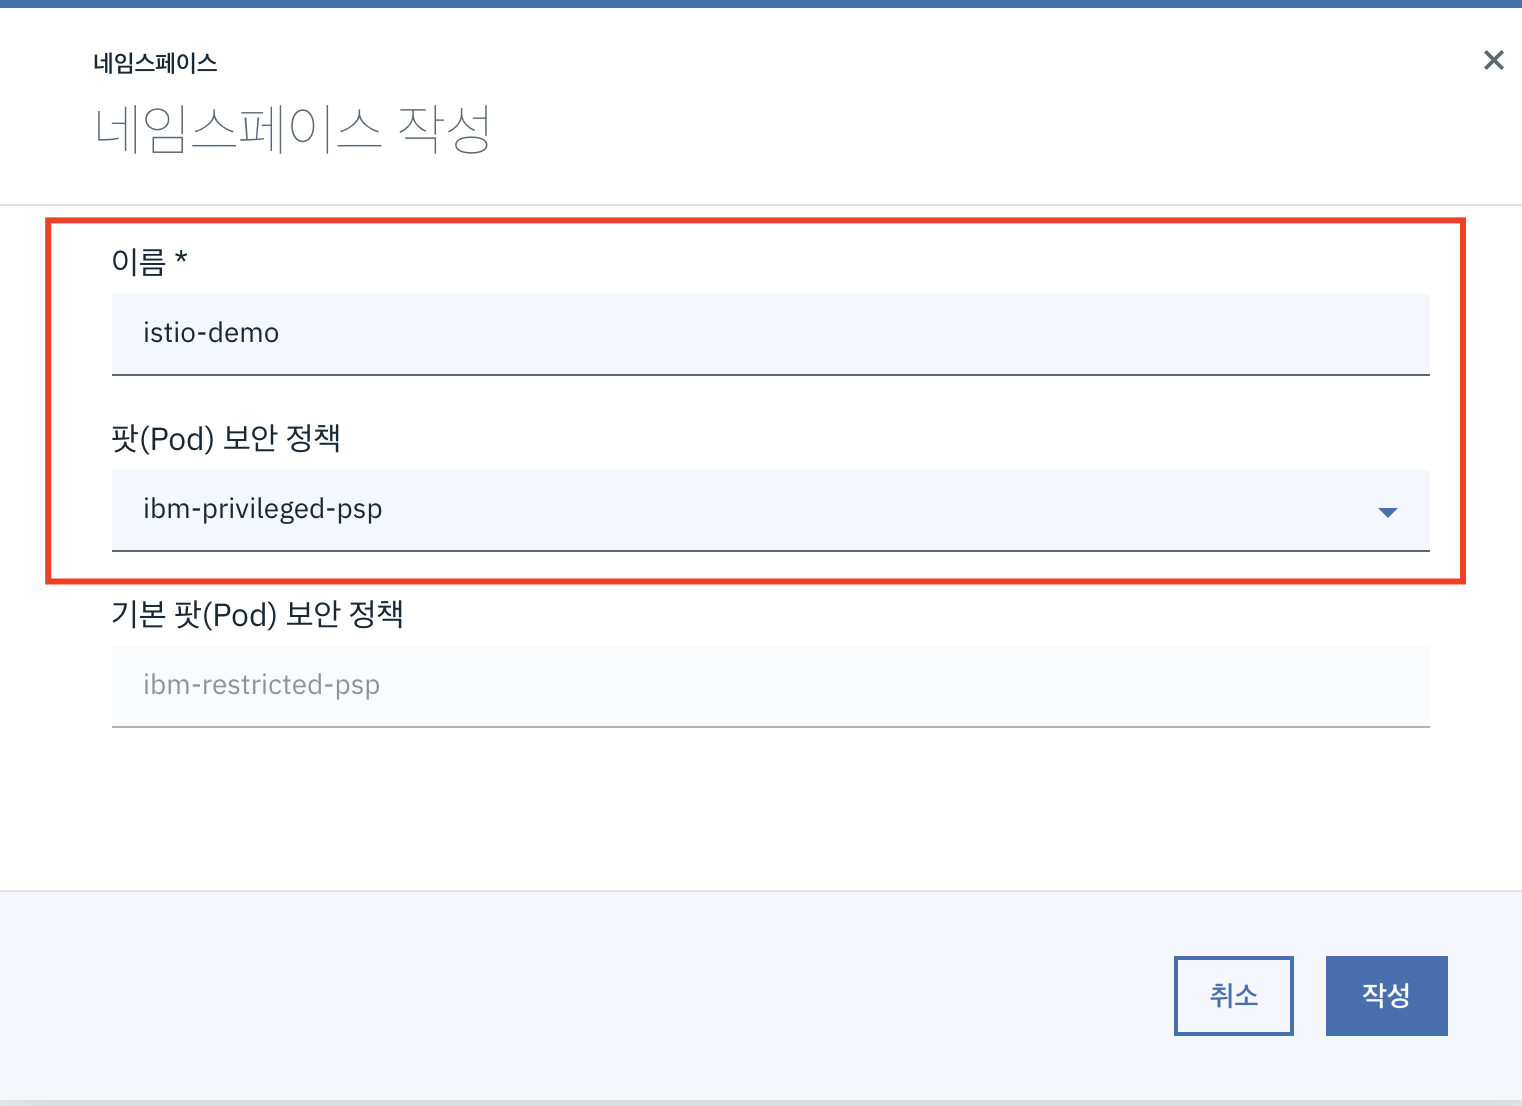 네임스페이스
네임스페이스 작성
이름 *
istio-demo
팟(Pod) 보안 정책
ibm-privileged-psp
기본 팟(Pod) 보안 정책
ibm-restricted-psp
취소 작성